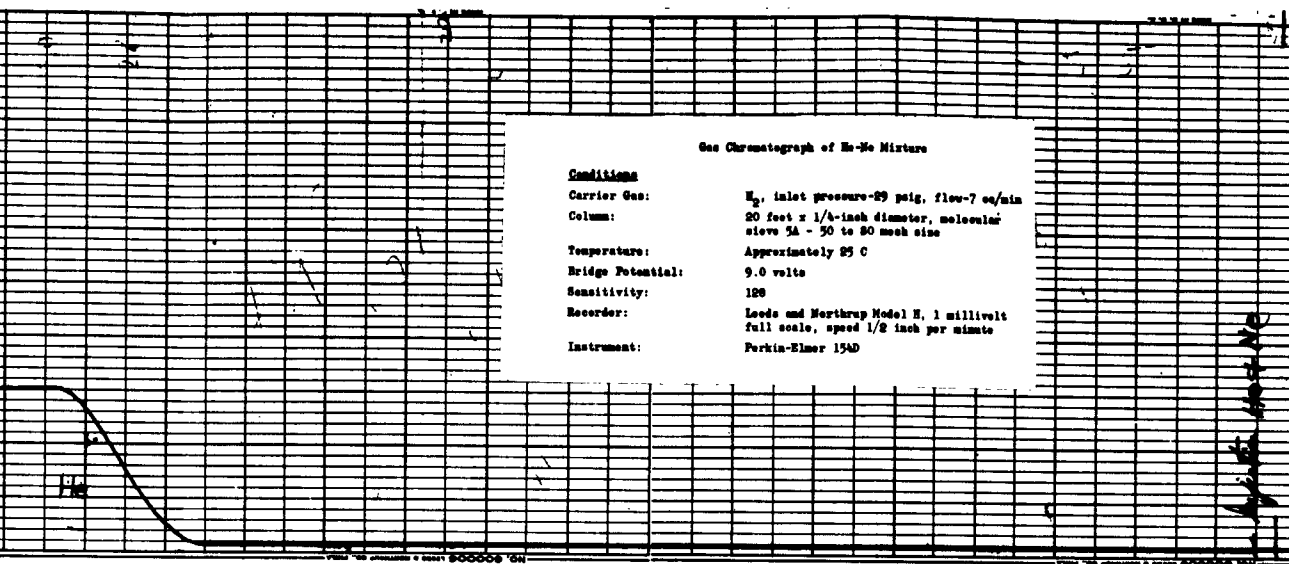 Gas Chromatograph of He-Ne Mixture
Conditions
Carrier Gas: H2, inlet pressure-29 psig, flow-7 cc/min
Column: 20 feet x 1/4-inch diameter, molecular
sieve 5A - 50 to 80 mesh size
Temperature: Approximately 25 C
Bridge Potential: 9.0 volts
Sensitivity: 128
Recorder: Leeds and Northrup Model H, 1 millivolt
full scale, speed 1/2 inch per minute
Instrument: Perkin-Elmer 154D
He